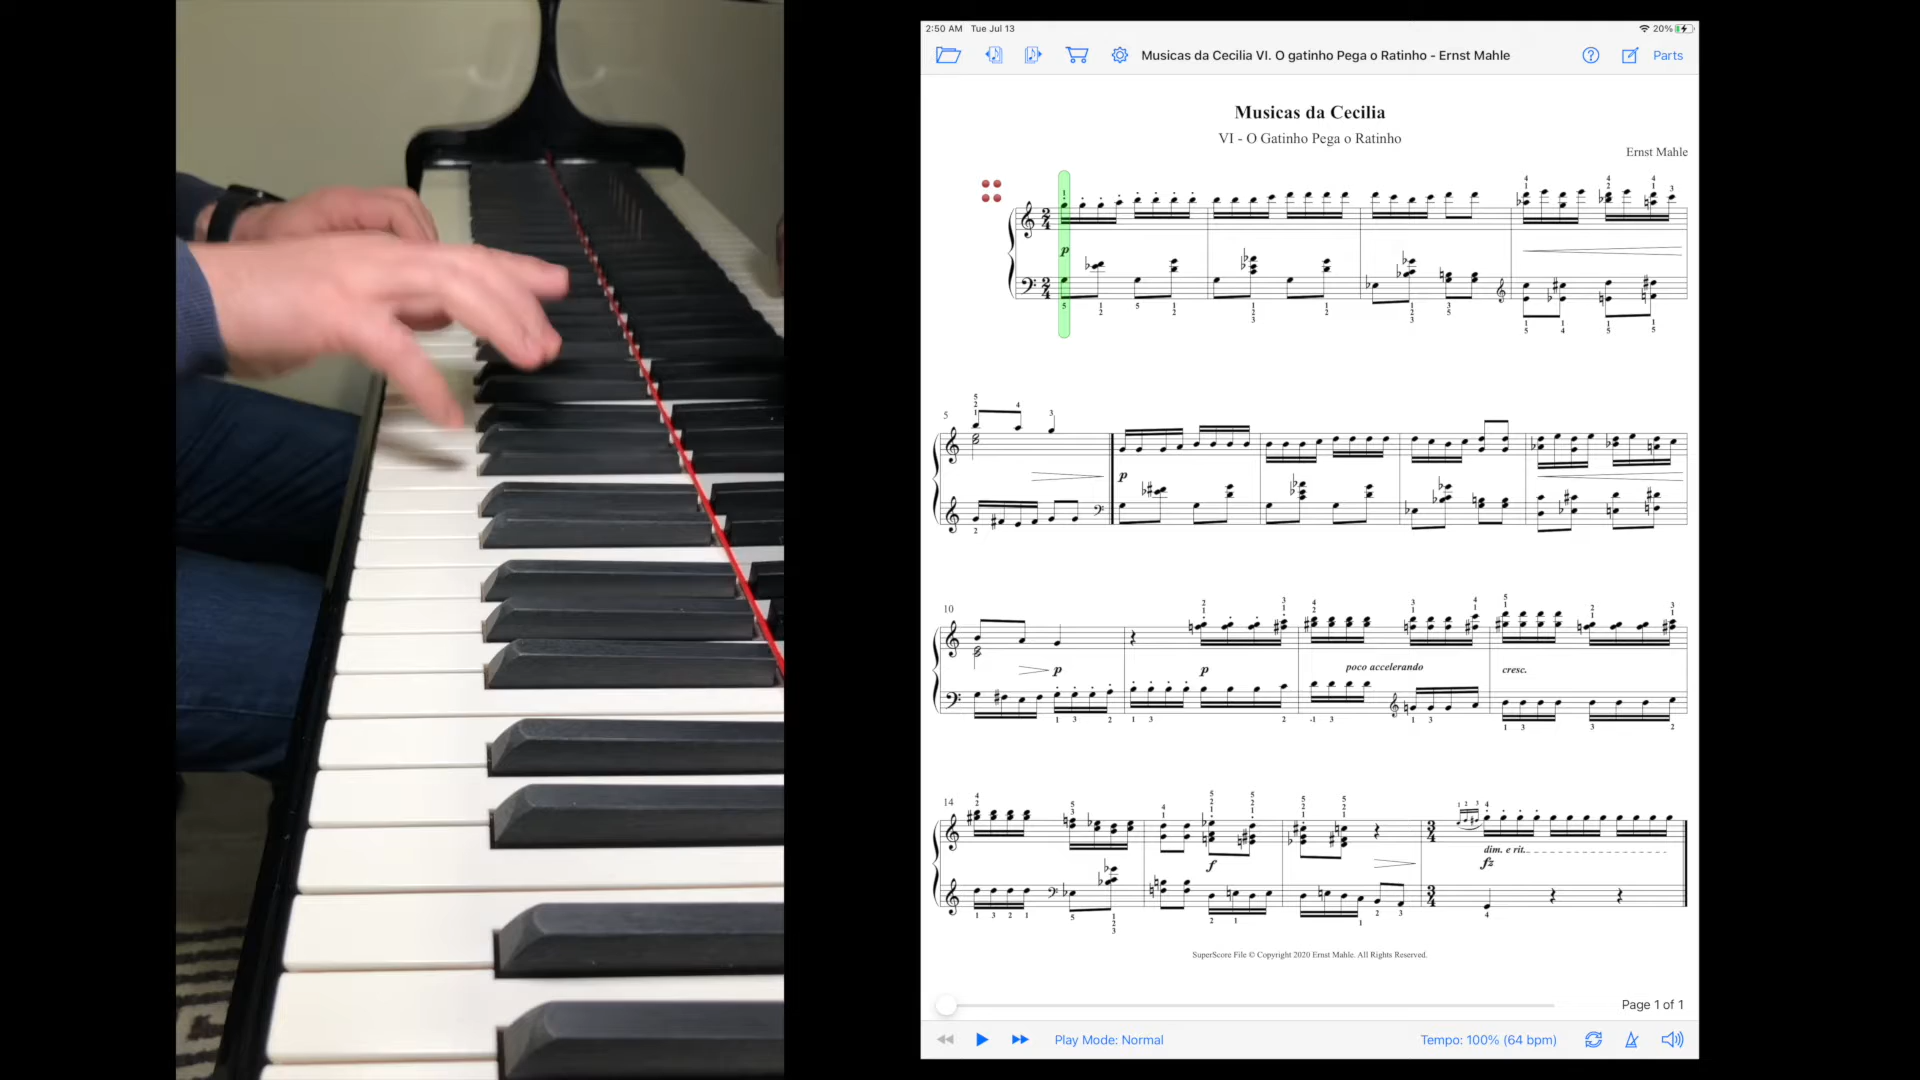 2:50 AM Tue Jul 13
20%
Musicas da Cecilia VI. O gatinho Pega o Ratinho - Ernst Mahle
Parts
Musicas da Cecilia
VI - O Gatinho Pega o Ratinho
Ernst Mahle
p
5
p
10
p
p
poco accelerando
cresc.
14
f
dim. e rit.
fz
SuperScore File © Copyright 2020 Ernst Mahle. All Rights Reserved.
Page 1 of 1
Play Mode: Normal
Tempo: 100% (64 bpm)